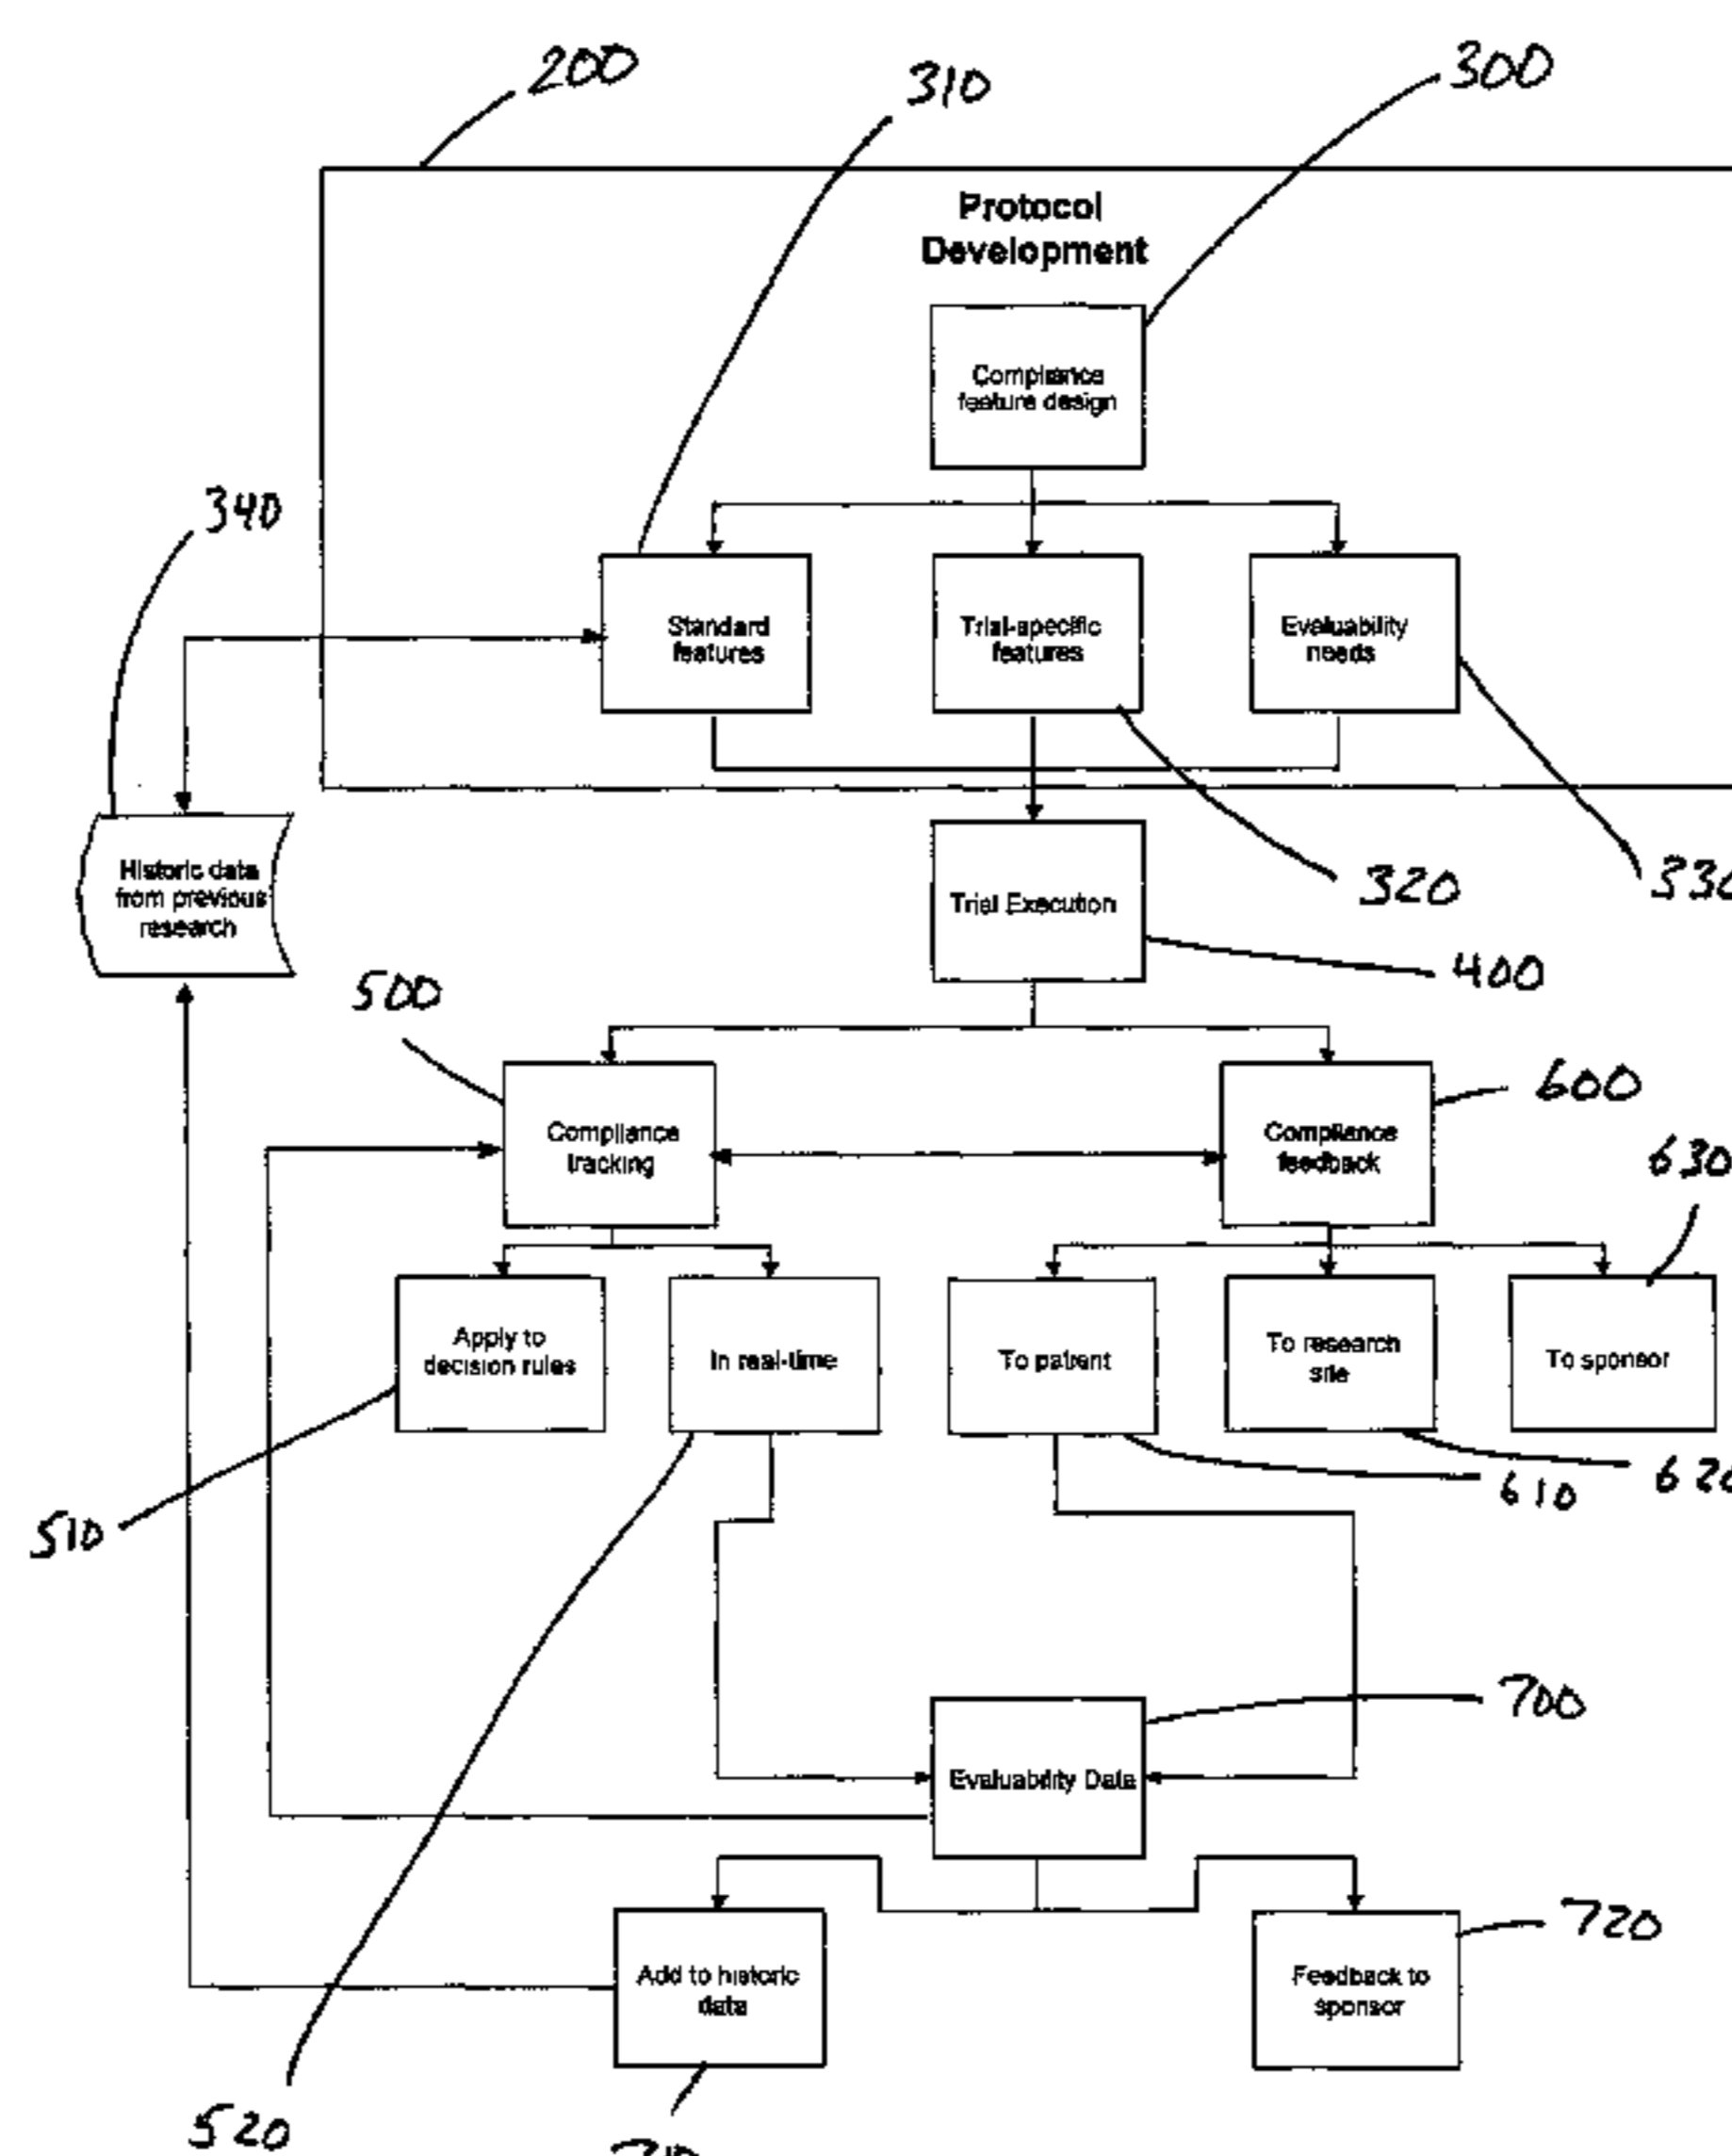 200
310
300
Protocol
Development
Compliance
feature design
340
Standard
features
Trial-specific
features
Evaluability
needs
Historic data
from previous
research
Trial Execution
320
330
400
500
600
Compliance
tracking
Compliance
feedback
630
Apply to
decision rules
In real-time
To patient
To research
site
To sponsor
510
610
620
700
Evaluability Data
720
Add to historic
data
Feedback to
sponsor
520
710